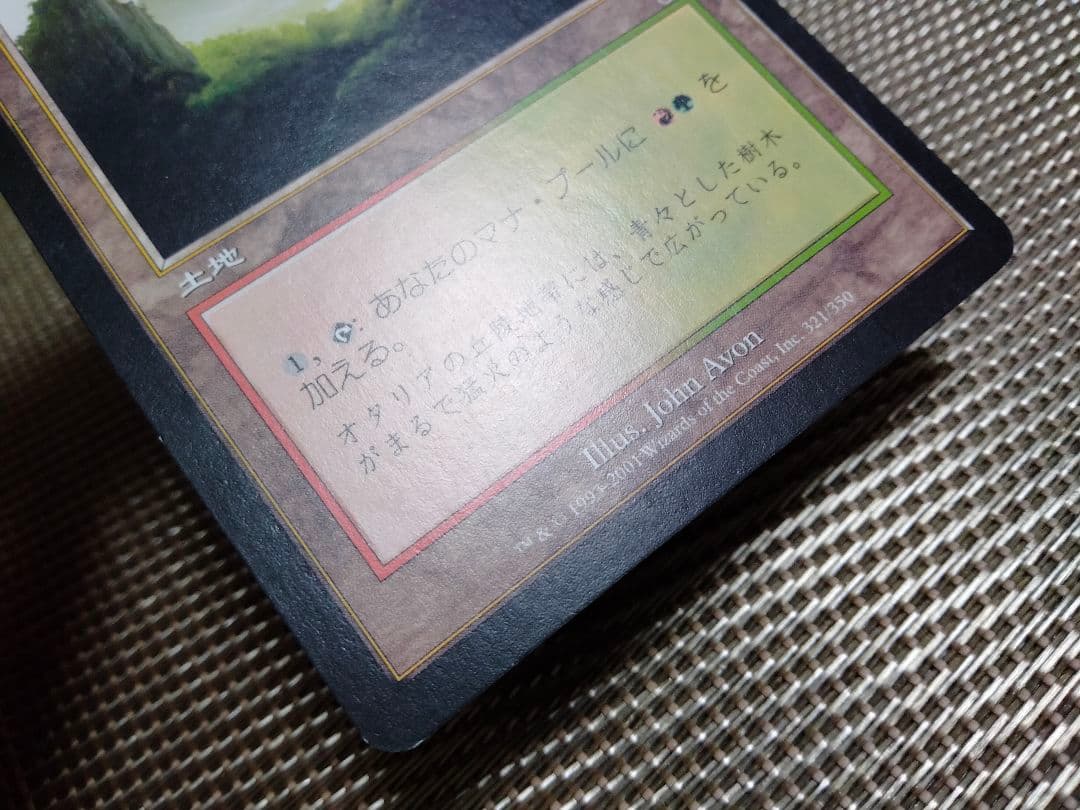 土地
1, : あなたのマナ・プールに を
加える。
オタリアの丘陵地帯には、青々とした樹木
がまるで猛火のような感じで広がっている。
Illus. John Avon
™ & © 1993-2001 Wizards of the Coast, Inc. 321/350